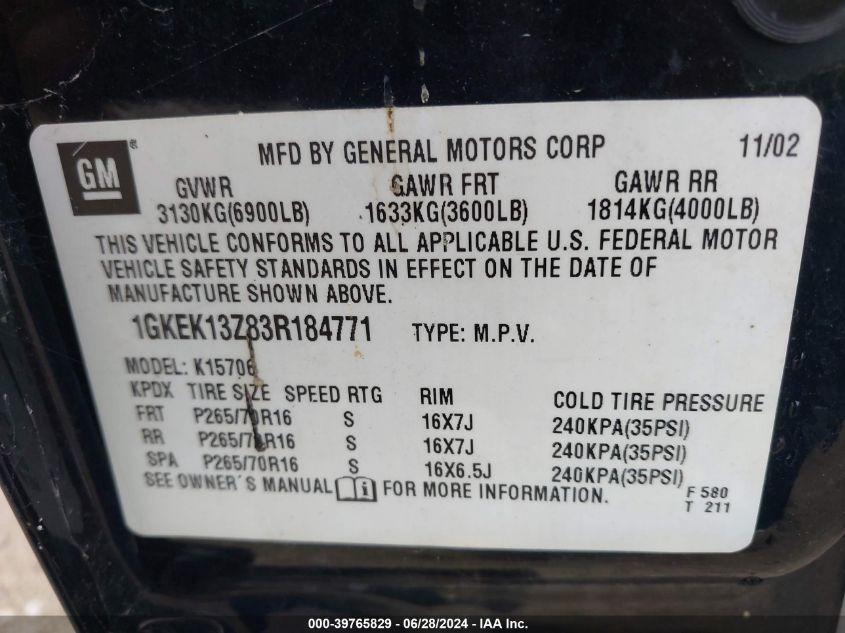 GM ®
MFD BY GENERAL MOTORS CORP 11/02
GVWR GAWR FRT GAWR RR
3130KG(6900LB) 1633KG(3600LB) 1814KG(4000LB)
THIS VEHICLE CONFORMS TO ALL APPLICABLE U.S. FEDERAL MOTOR
VEHICLE SAFETY STANDARDS IN EFFECT ON THE DATE OF
MANUFACTURE SHOWN ABOVE.
1GKEK13Z83R184771 TYPE: M.P.V.
MODEL: K15706
KPDX TIRE SIZE SPEED RTG RIM COLD TIRE PRESSURE
FRT P265/70R16 S 16X7J 240KPA(35PSI)
RR P265/70R16 S 16X7J 240KPA(35PSI)
SPA P265/70R16 S 16X6.5J 240KPA(35PSI)
SEE OWNER'S MANUAL i FOR MORE INFORMATION.
F 580
T 211
000-39765829 - 06/28/2024 - IAA Inc.